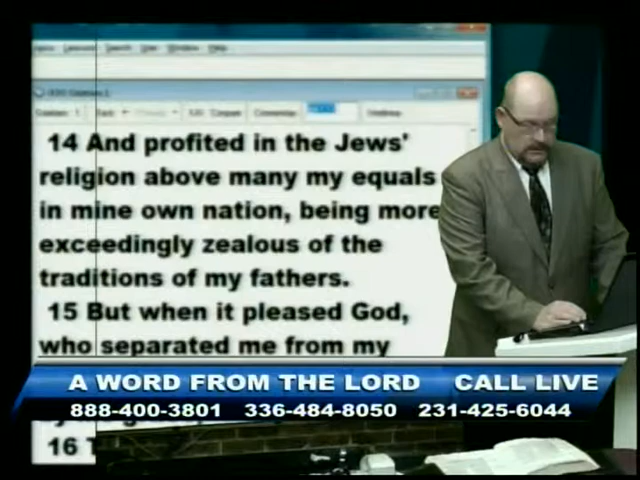 14 And profited in the Jews'
religion above many my equals
in mine own nation, being more
exceedingly zealous of the
traditions of my fathers.
15 But when it pleased God,
who separated me from my
A WORD FROM THE LORD CALL LIVE
888-400-3801 336-484-8050 231-425-6044
16